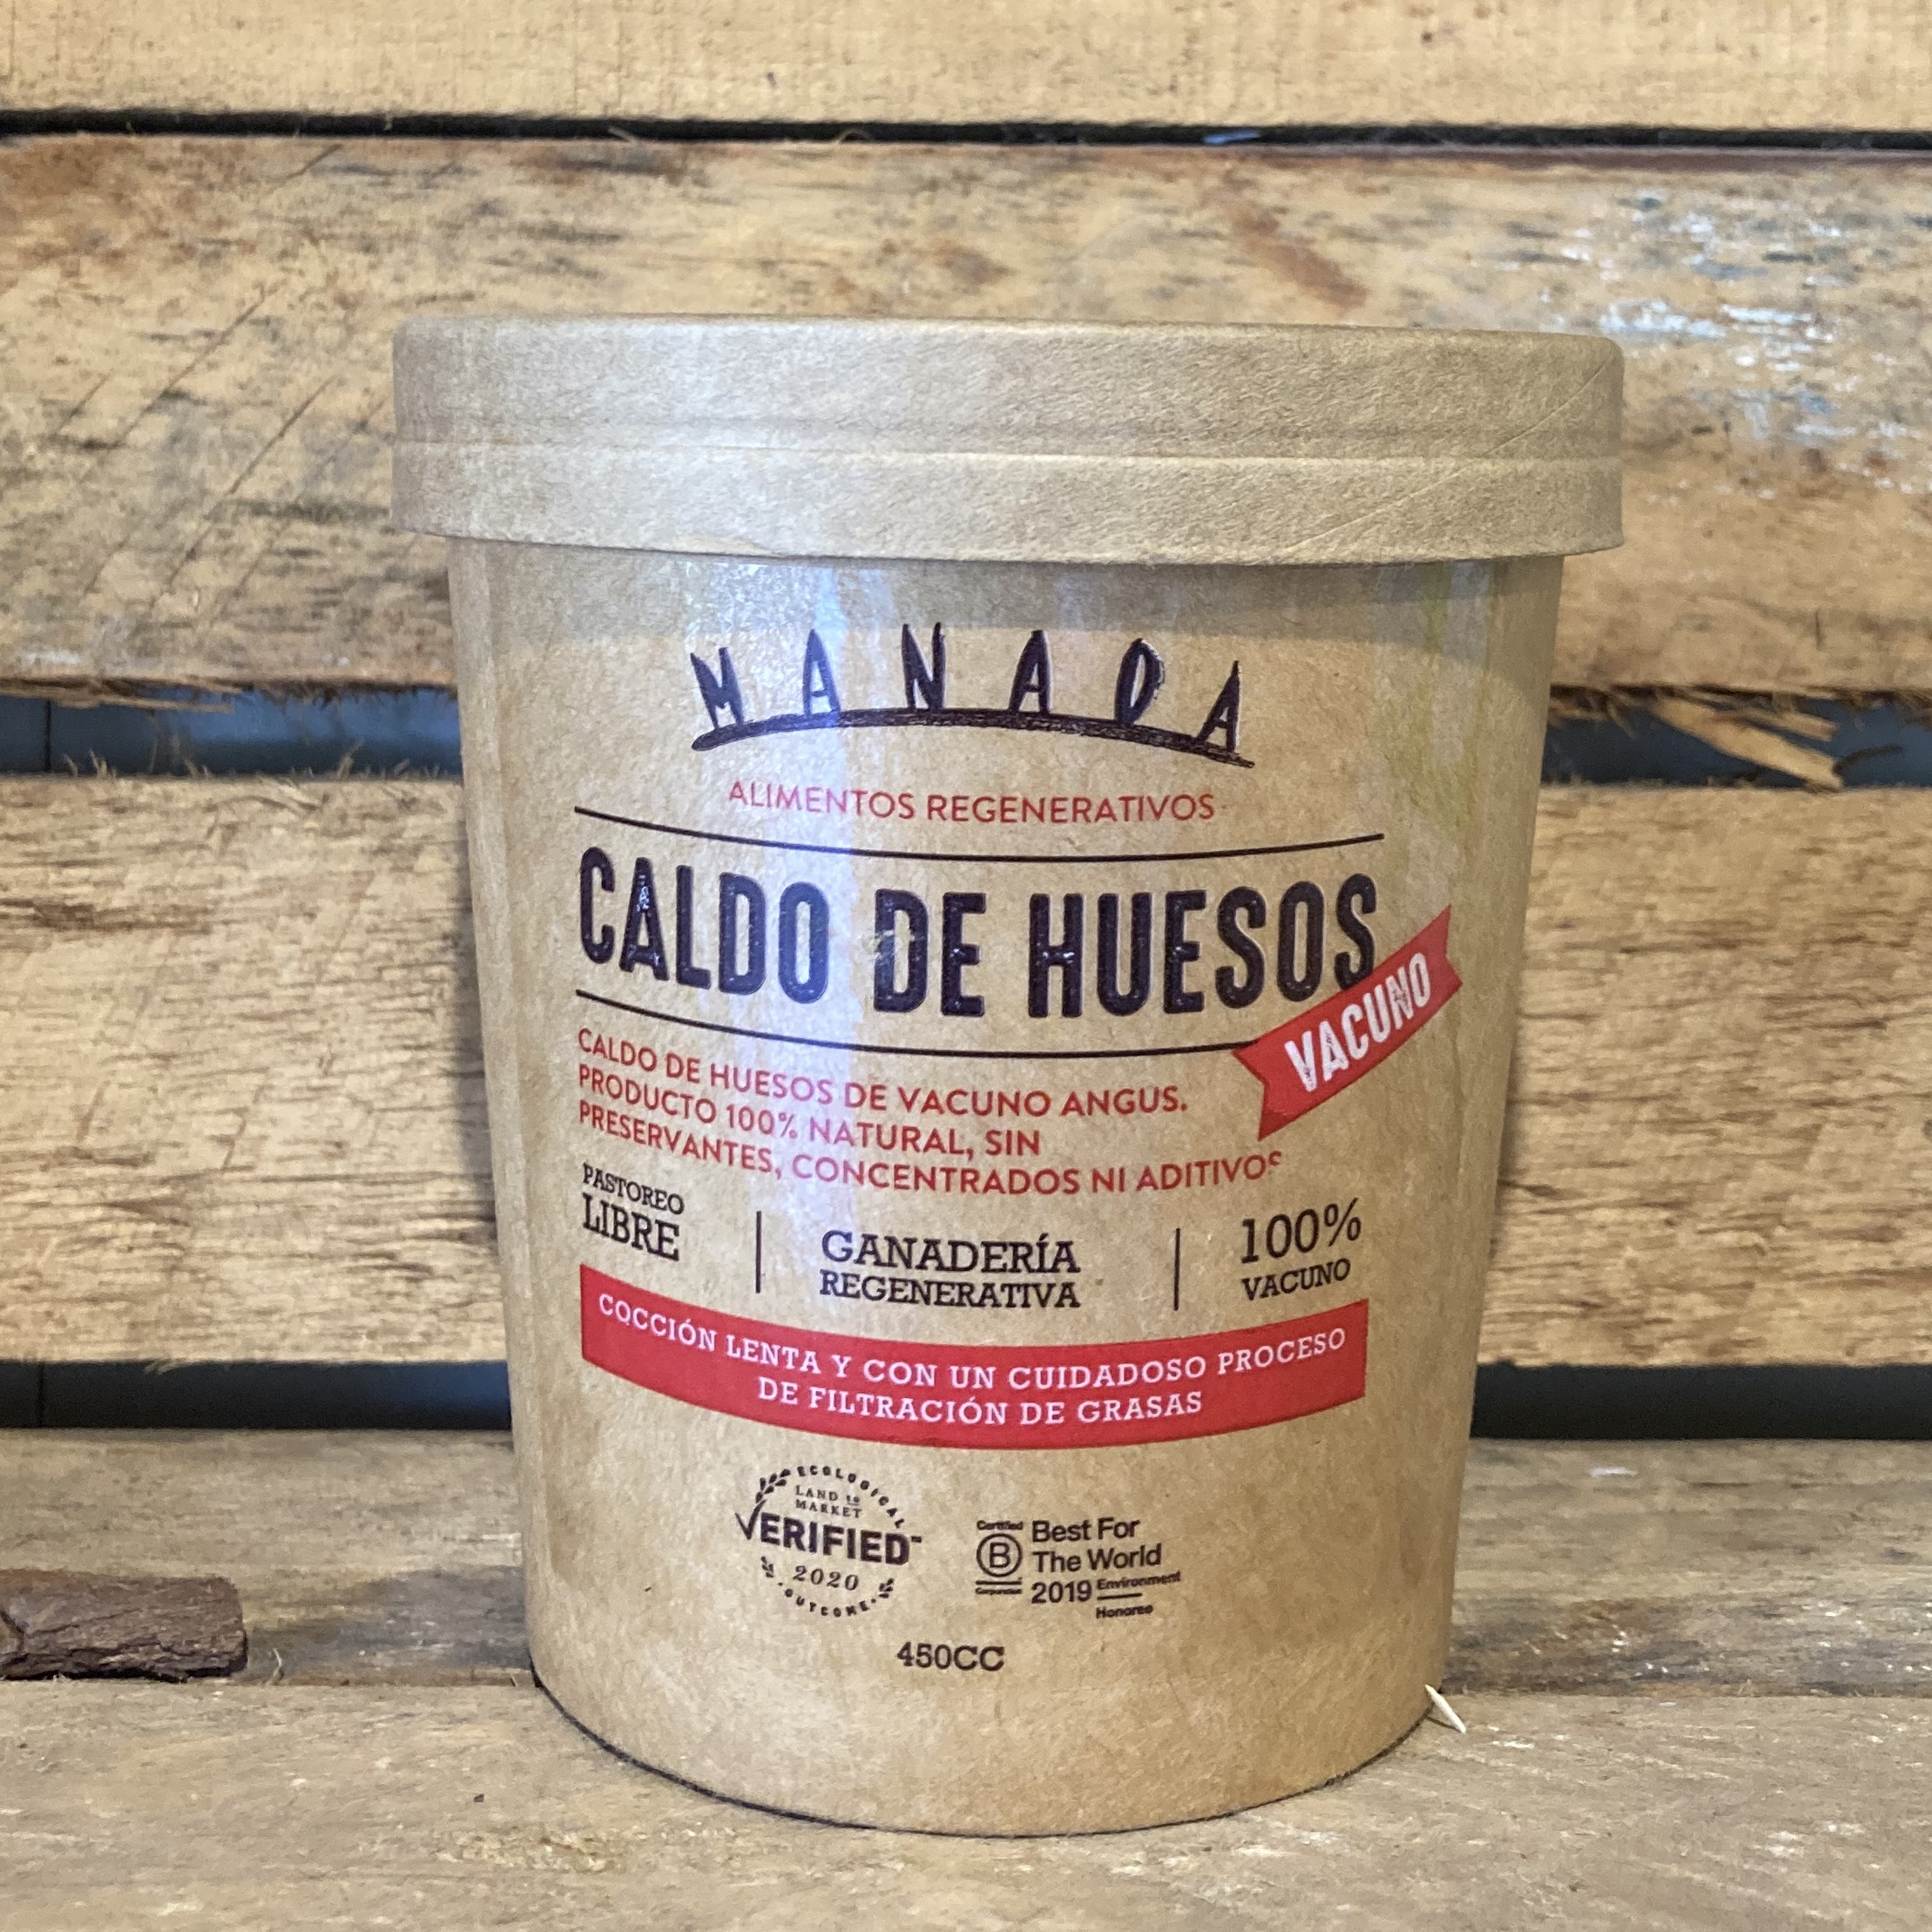 MANADA
ALIMENTOS REGENERATIVOS
CALDO DE HUESOS
VACUNO
CALDO DE HUESOS DE VACUNO ANGUS.
PRODUCTO 100% NATURAL, SIN
PRESERVANTES, CONCENTRADOS NI ADITIVOS
PASTOREO
LIBRE
GANADERÍA
REGENERATIVA
100%
VACUNO
COCCIÓN LENTA Y CON UN CUIDADOSO PROCESO
DE FILTRACIÓN DE GRASAS
ECOLOGICAL
LAND to
MARKET
VERIFIED™
2020
OUTCOME
Certified
B
Corporation
Best For
The World
2019 Environment
Honoree
450CC